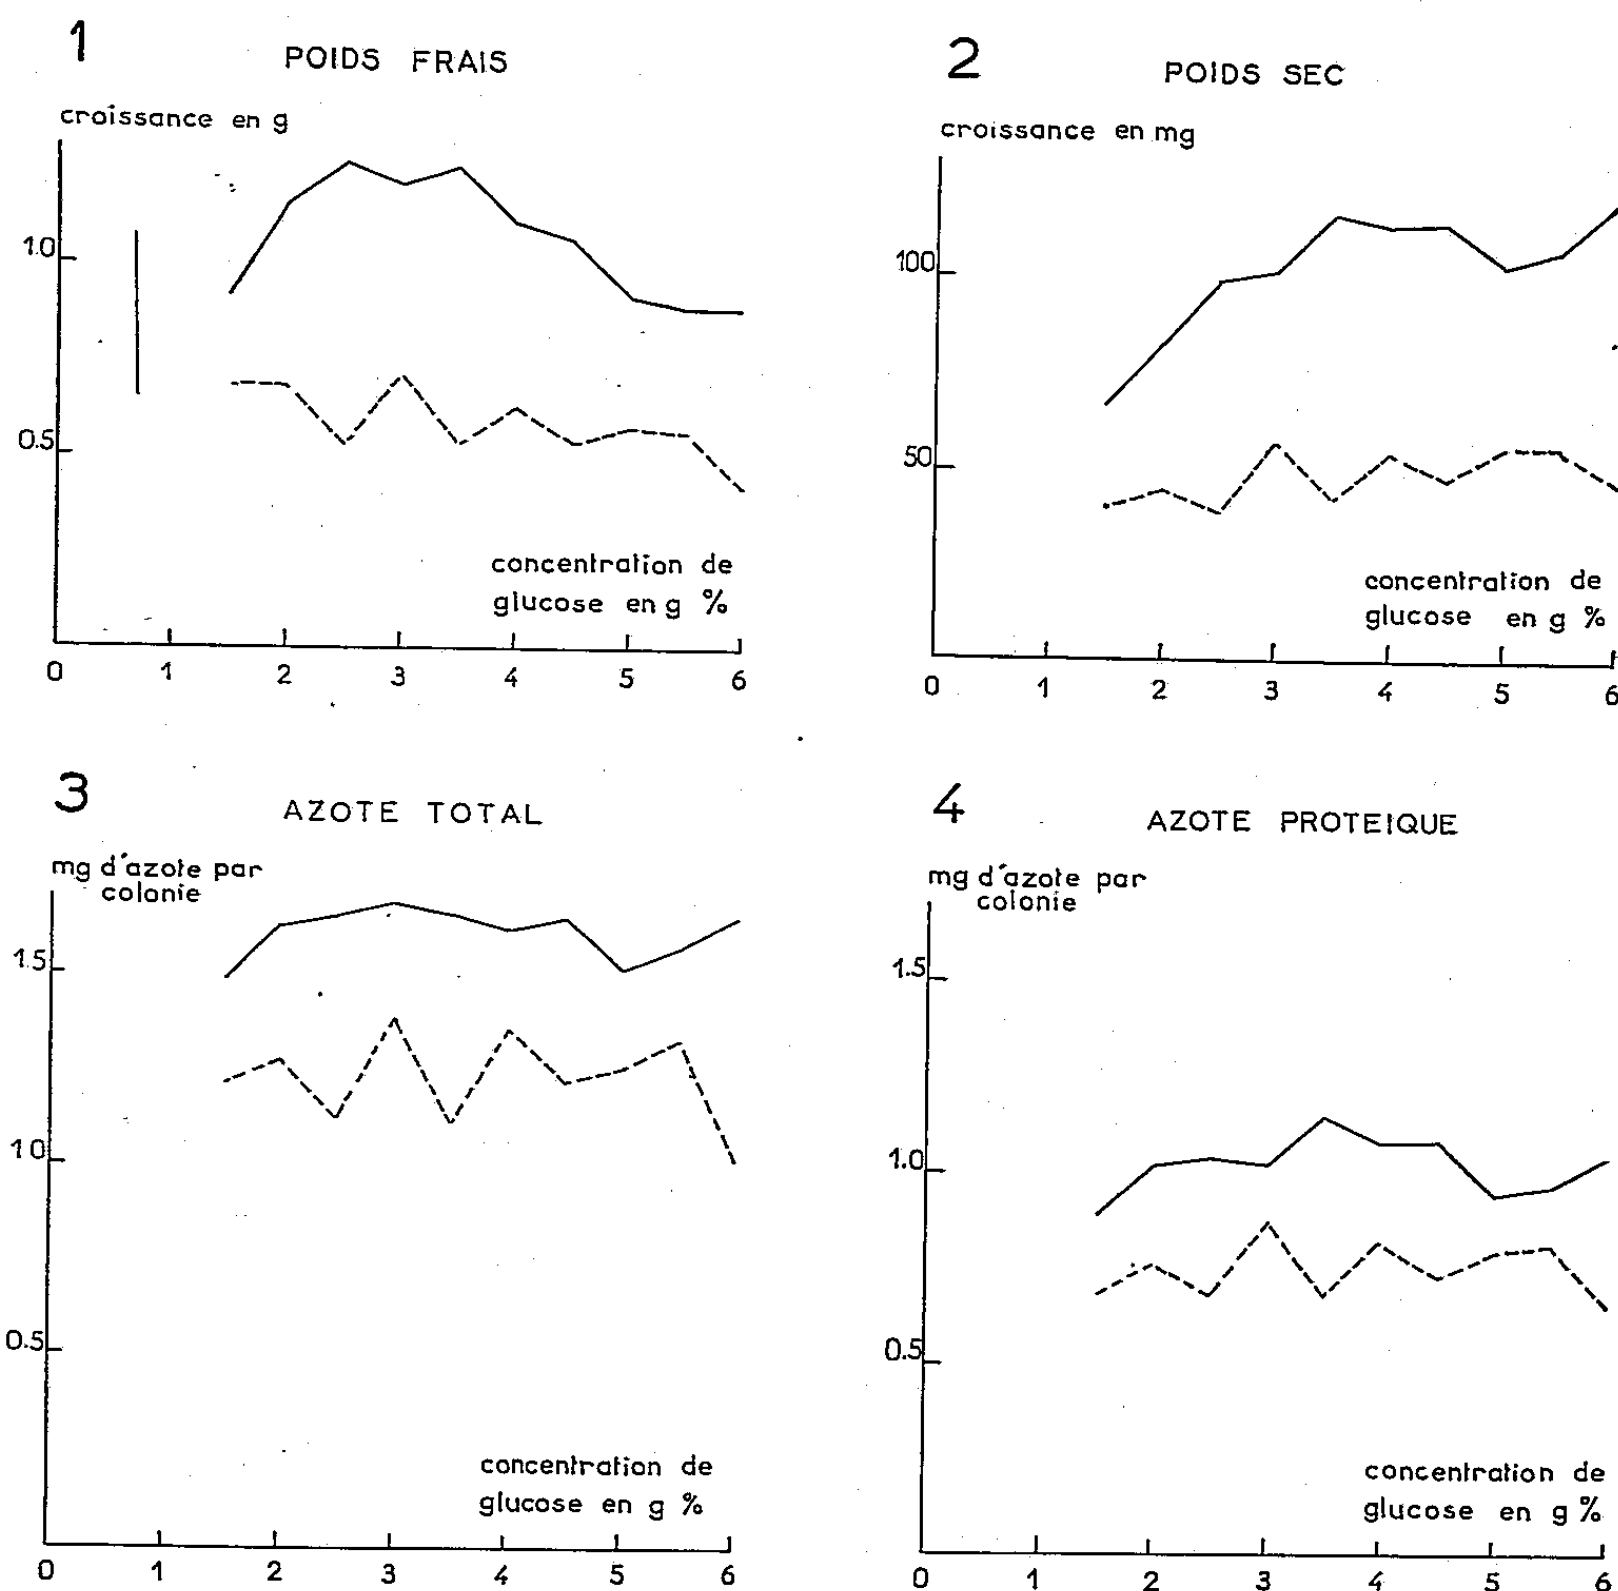 1
POIDS FRAIS
croissance en g
1.0
0.5
concentration de
glucose en g %
0 1 2 3 4 5 6
2
POIDS SEC
croissance en mg
100
50
concentration de
glucose en g %
0 1 2 3 4 5 6
3
AZOTE TOTAL
mg d'azote par
colonie
1.5
1 0
0.5
concentration de
glucose en g %
0 1 2 3 4 5 6
4
AZOTE PROTEIQUE
mg d'azote par
colonie
1.5
1.0
0.5
concentration de
glucose en g %
0 1 2 3 4 5 6